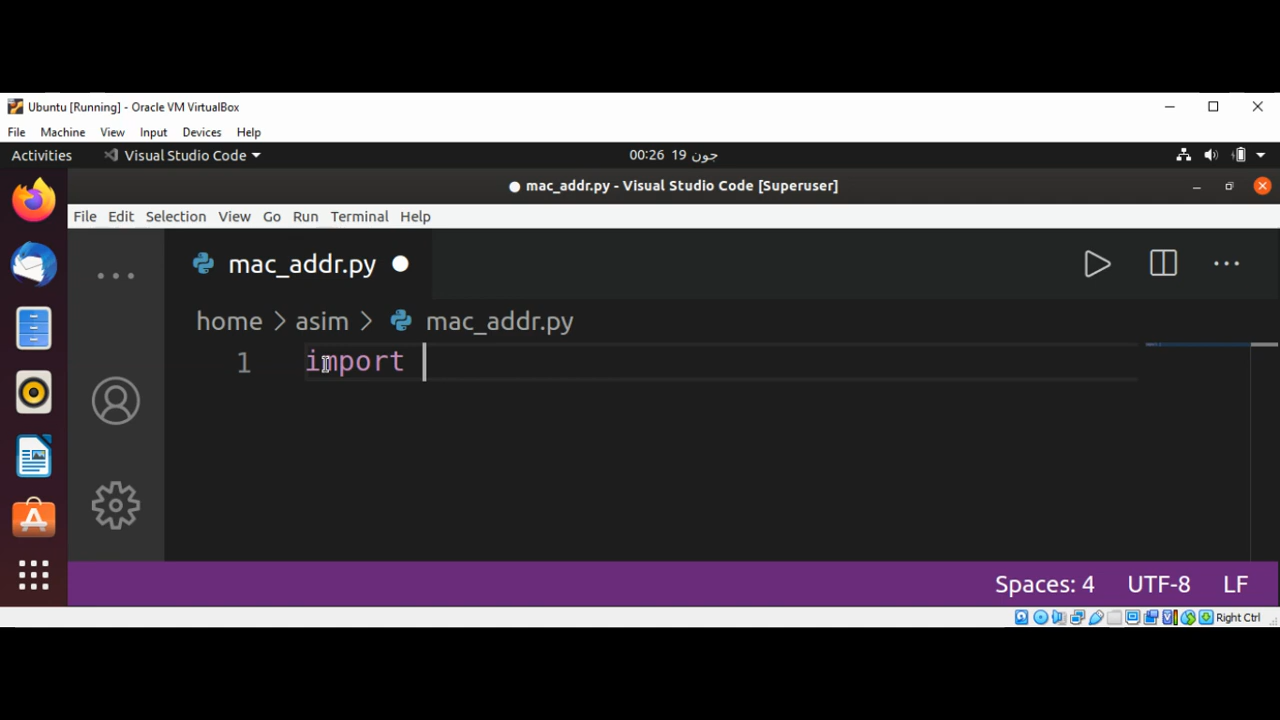 Ubuntu [Running] - Oracle VM VirtualBox
File Machine View Input Devices Help
Activities Visual Studio Code 00:26 19 جون
● mac_addr.py - Visual Studio Code [Superuser]
File Edit Selection View Go Run Terminal Help
mac_addr.py
home > asim > mac_addr.py
1 import
Spaces: 4 UTF-8 LF
Right Ctrl